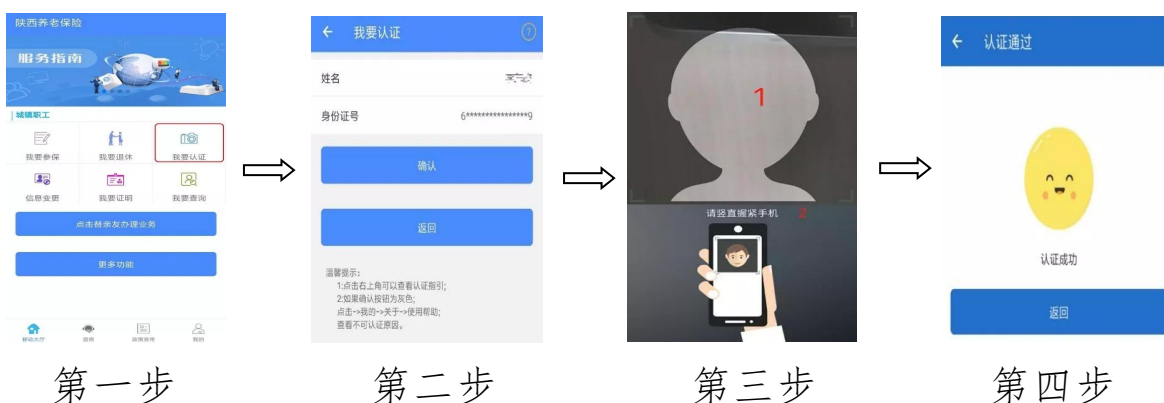 陕西养老保险
服务指南
城镇职工
我要参保
我要退休
我要认证
信息变更
我要证明
我要查询
点击替亲友办理业务
更多功能
移动大厅
我的
第一步
我要认证
?
姓名
身份证号
6****************9
确认
返回
温馨提示:
1:点击右上角可以查看认证指引;
2:如果确认按钮为灰色;
点击->我的->关于->使用帮助;
查看不可认证原因。
第二步
1
请竖直握紧手机 2
第三步
认证通过
认证成功
返回
第四步